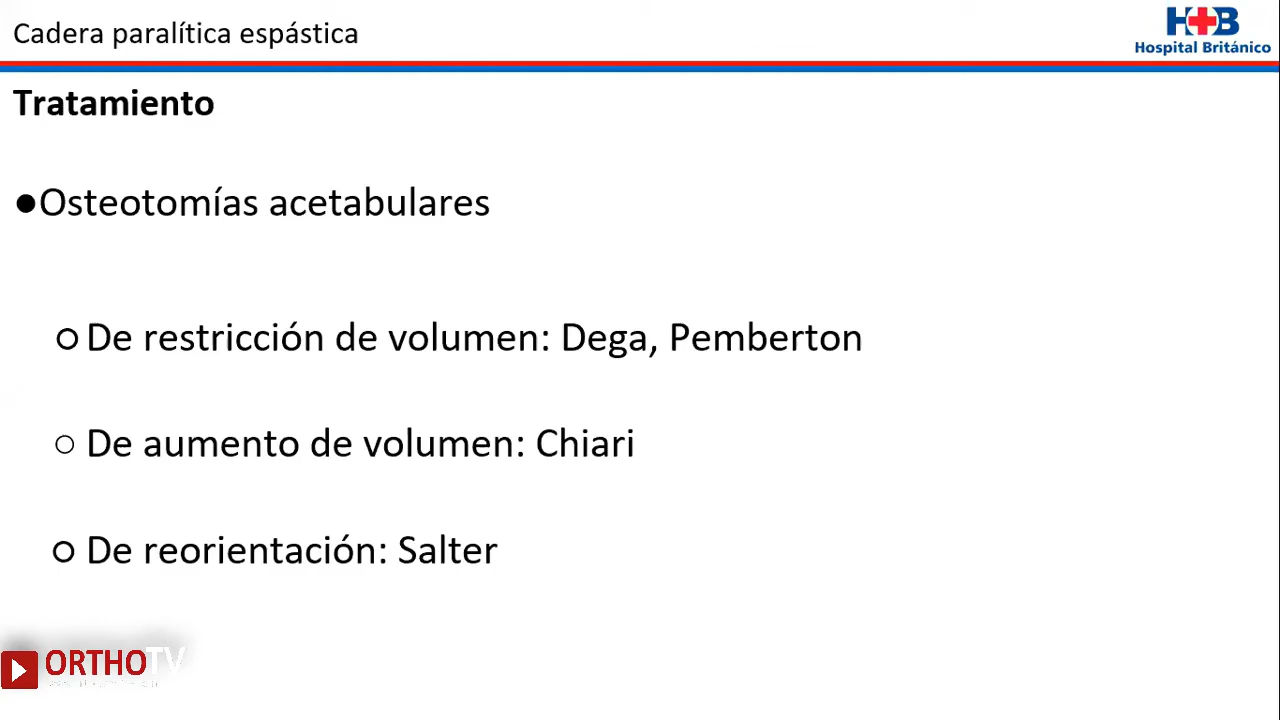 Cadera paralítica espástica
H+B
Hospital Británico
Tratamiento
●Osteotomías acetabulares
○ De restricción de volumen: Dega, Pemberton
○ De aumento de volumen: Chiari
○ De reorientación: Salter
ORTHOTV